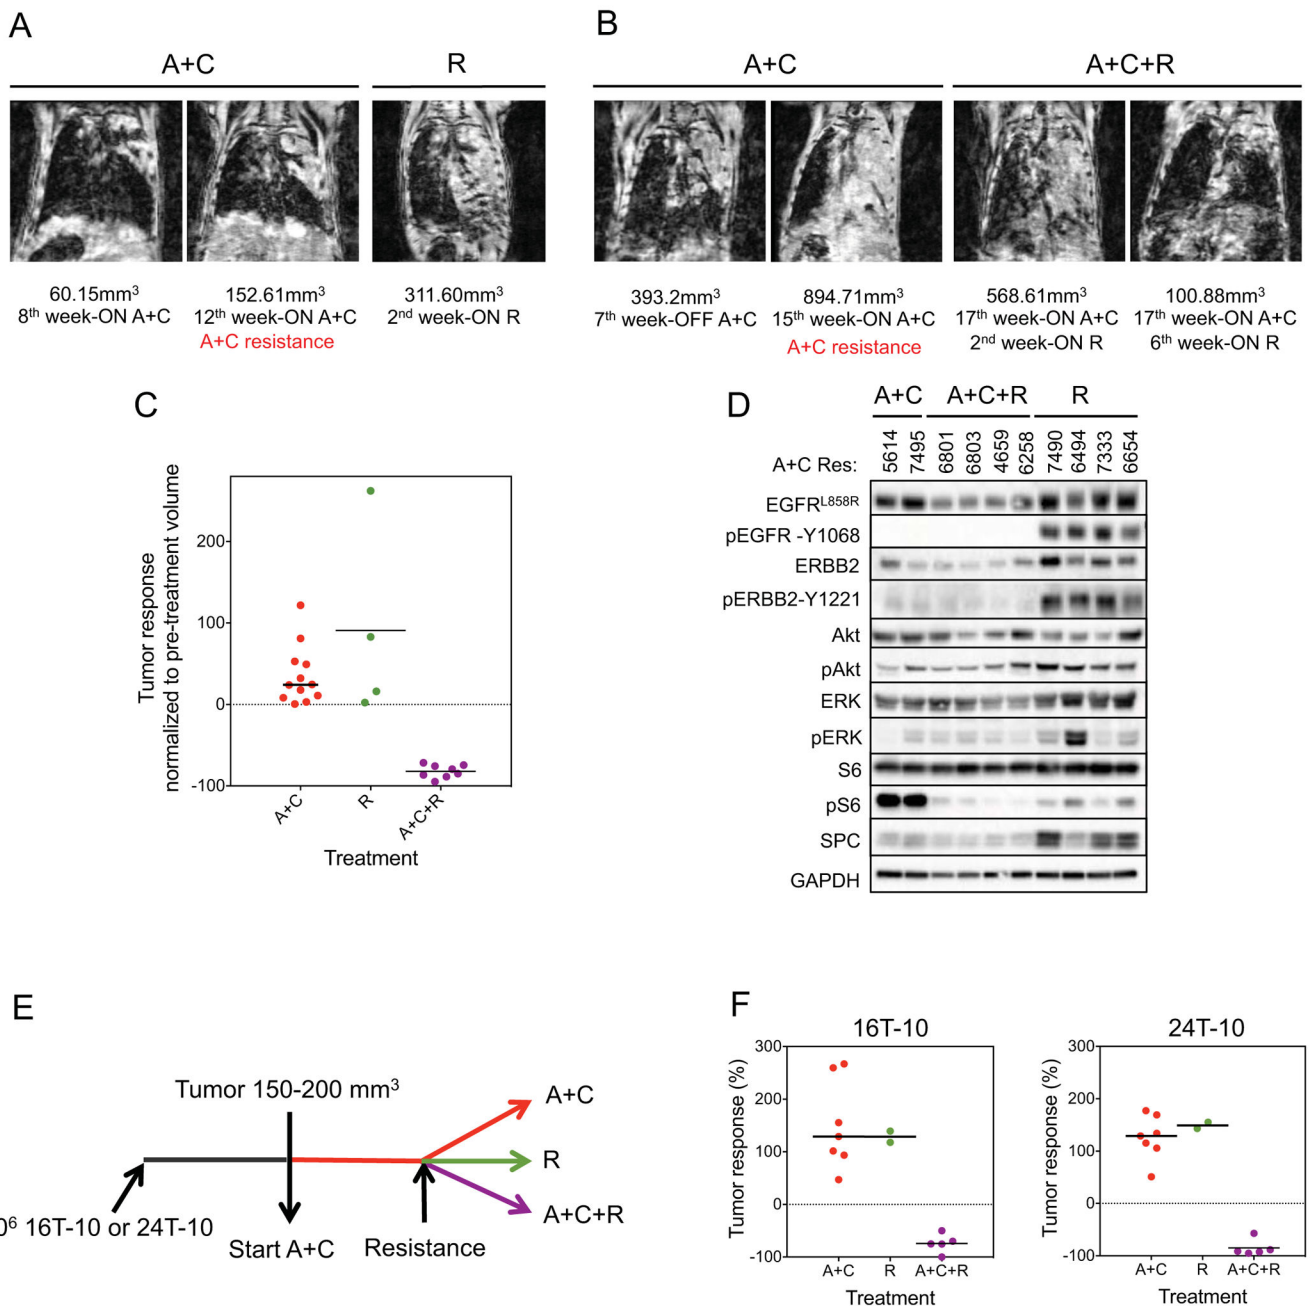 A
A+C
R
60.15mm³
8th week-ON A+C
152.61mm³
12th week-ON A+C
A+C resistance
311.60mm³
2nd week-ON R
B
A+C
A+C+R
393.2mm³
7th week-OFF A+C
894.71mm³
15th week-ON A+C
A+C resistance
568.61mm³
17th week-ON A+C
2nd week-ON R
100.88mm³
17th week-ON A+C
6th week-ON R
C
Tumor response
normalized to pre-treatment volume
200
100
0
-100
A+C
R
A+C+R
Treatment
D
A+C
A+C+R
R
A+C Res:
5614
7495
6801
6803
4659
6258
7490
6494
7333
6654
EGFR^L858R
pEGFR -Y1068
ERBB2
pERBB2-Y1221
Akt
pAkt
ERK
pERK
S6
pS6
SPC
GAPDH
E
Tumor 150-200 mm³
0⁶ 16T-10 or 24T-10
Start A+C
Resistance
A+C
R
A+C+R
F
16T-10
Tumor response (%)
300
200
100
0
-100
A+C
R
A+C+R
Treatment
24T-10
Tumor response (%)
300
200
100
0
-100
A+C
R
A+C+R
Treatment